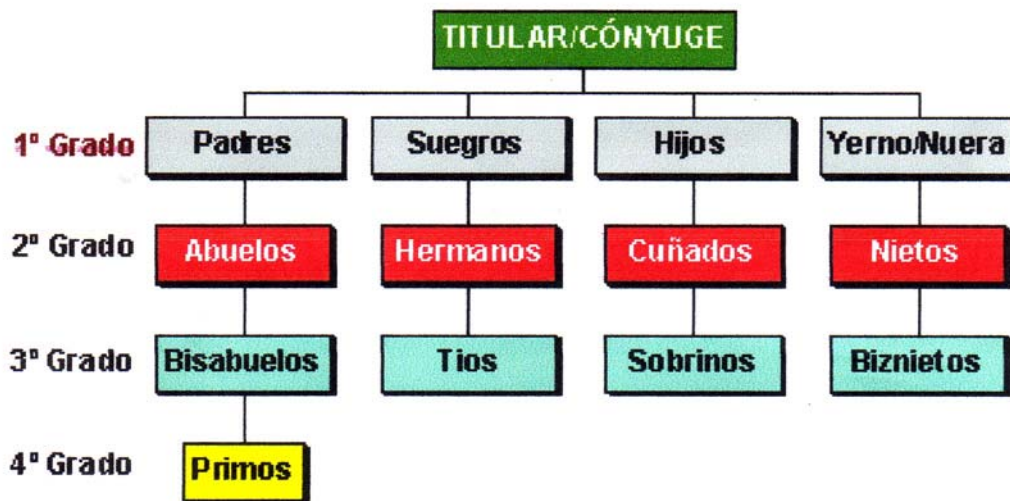 TITULAR/CÓNYUGE
1º Grado Padres Suegros Hijos Yerno/Nuera
2º Grado Abuelos Hermanos Cuñados Nietos
3º Grado Bisabuelos Tios Sobrinos Biznietos
4º Grado Primos